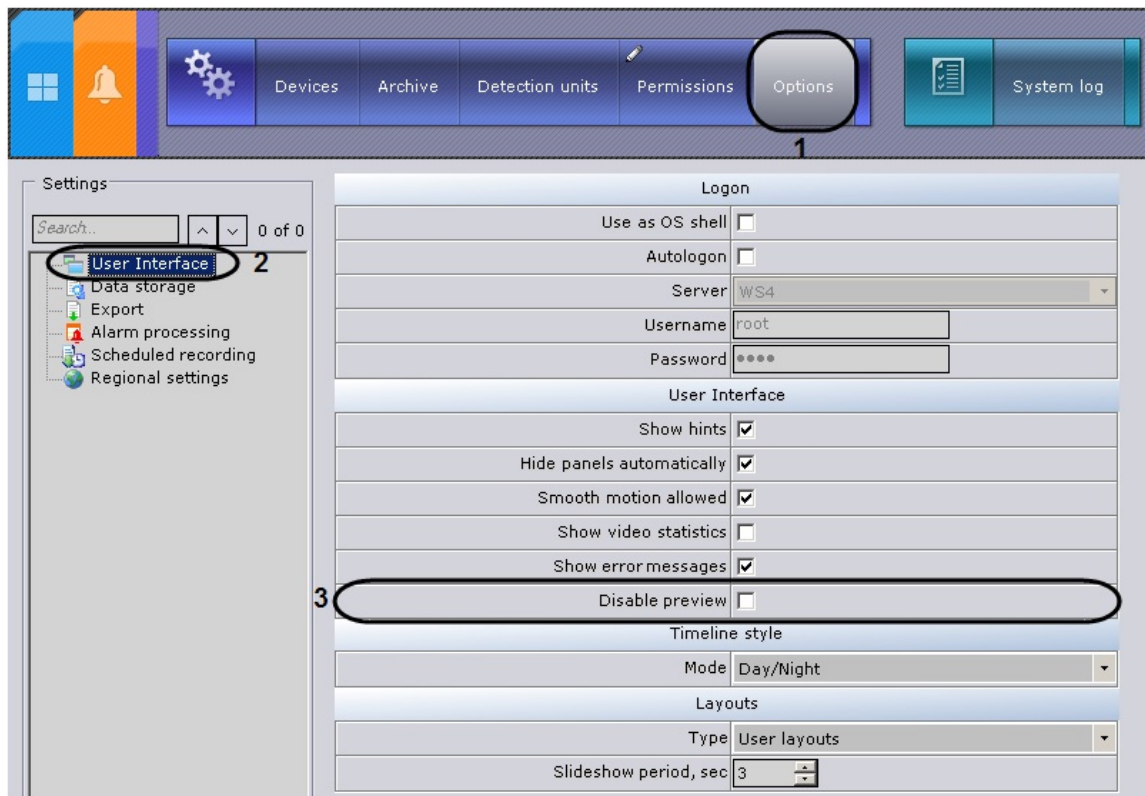 Devices Archive Detection units Permissions Options System log
1
Settings
Search... 0 of 0
User Interface 2
Data storage
Export
Alarm processing
Scheduled recording
Regional settings
Logon
Use as OS shell
Autologon
Server WS4
Username root
Password ••••
User Interface
Show hints
Hide panels automatically
Smooth motion allowed
Show video statistics
Show error messages
3 Disable preview
Timeline style
Mode Day/Night
Layouts
Type User layouts
Slideshow period, sec 3